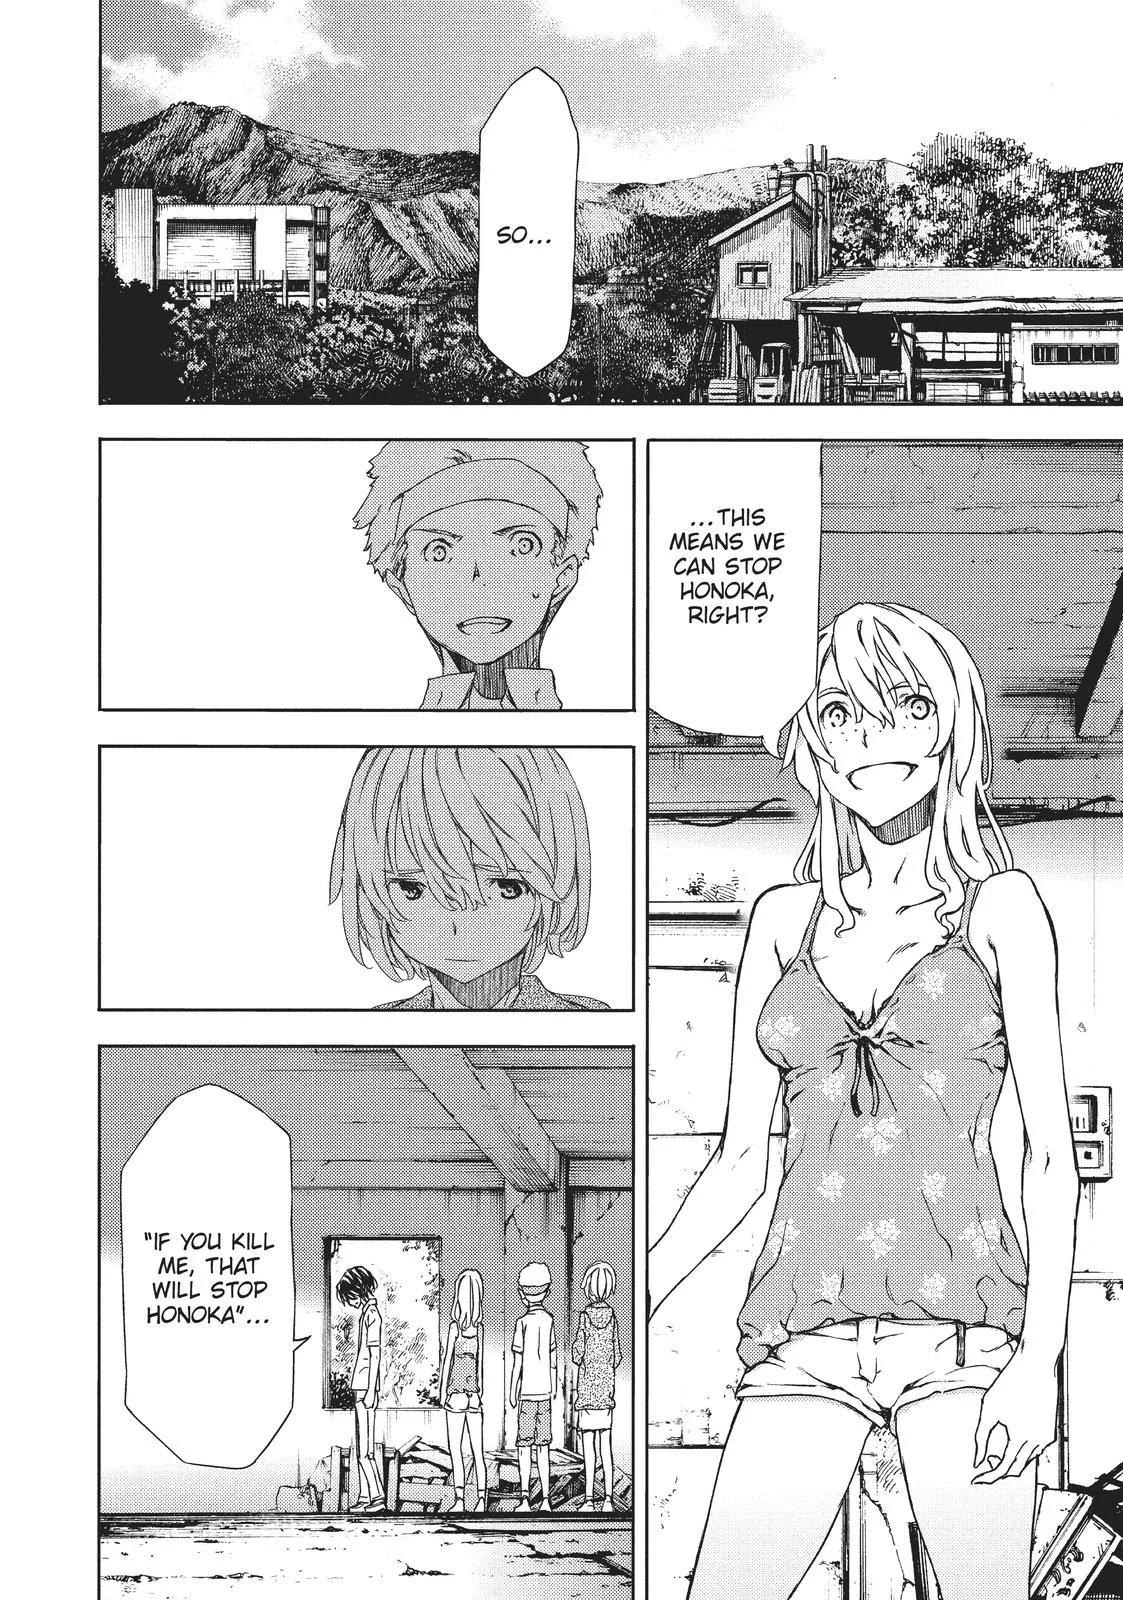 SO...
...THIS
MEANS WE
CAN STOP
HONOKA,
RIGHT?
"IF YOU KILL
ME, THAT
WILL STOP
HONOKA"...